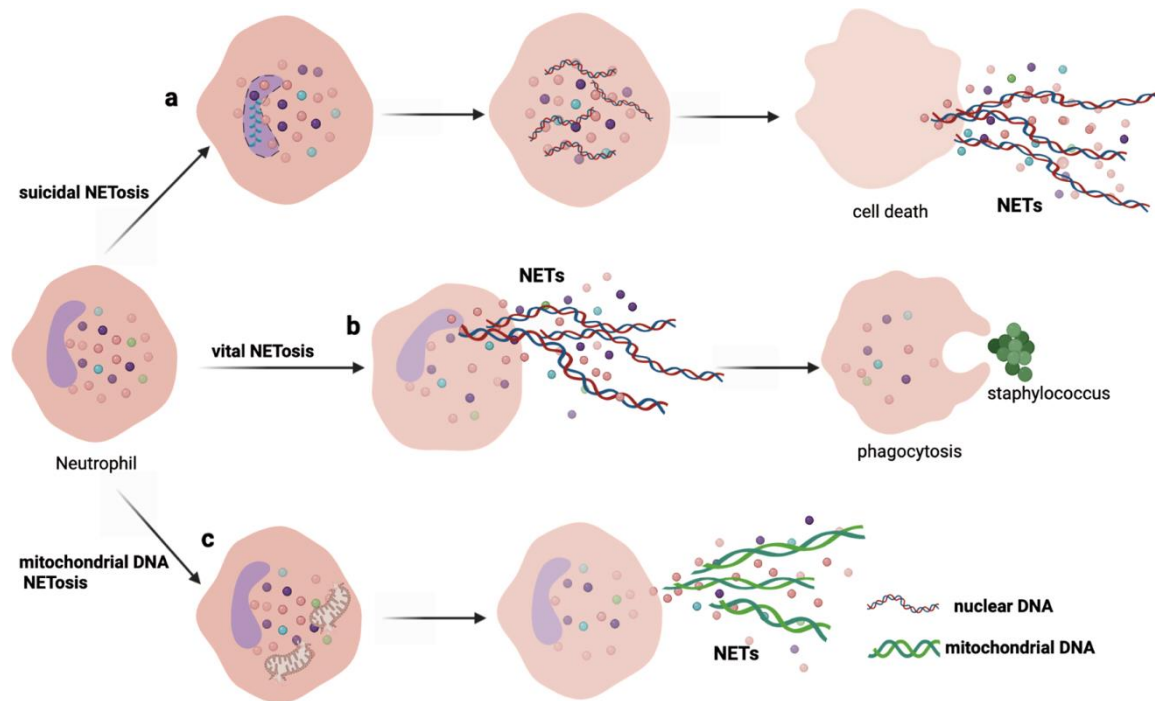 a
suicidal NETosis
cell death
NETs
NETs
b
vital NETosis
staphylococcus
Neutrophil
phagocytosis
c
mitochondrial DNA
NETosis
nuclear DNA
mitochondrial DNA
NETs